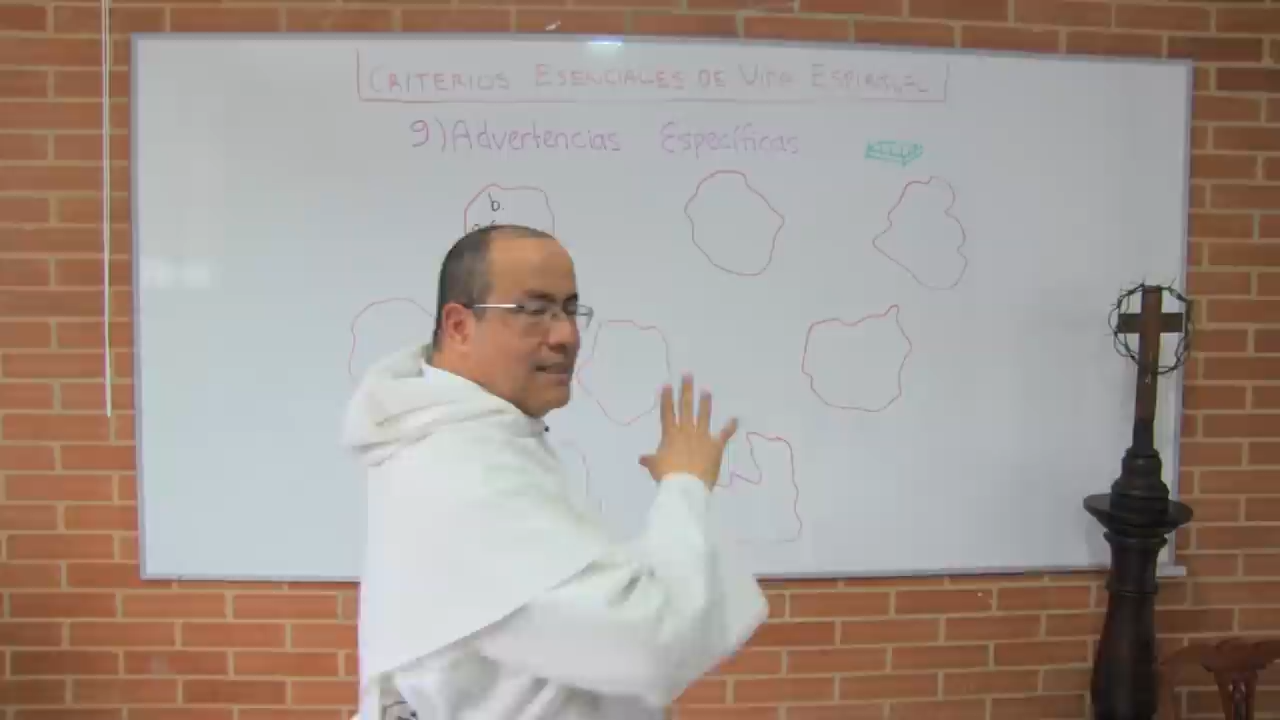 CRITERIOS ESENCIALES DE VIDA ESPIRITUAL
9) Advertencias Específicas
b.